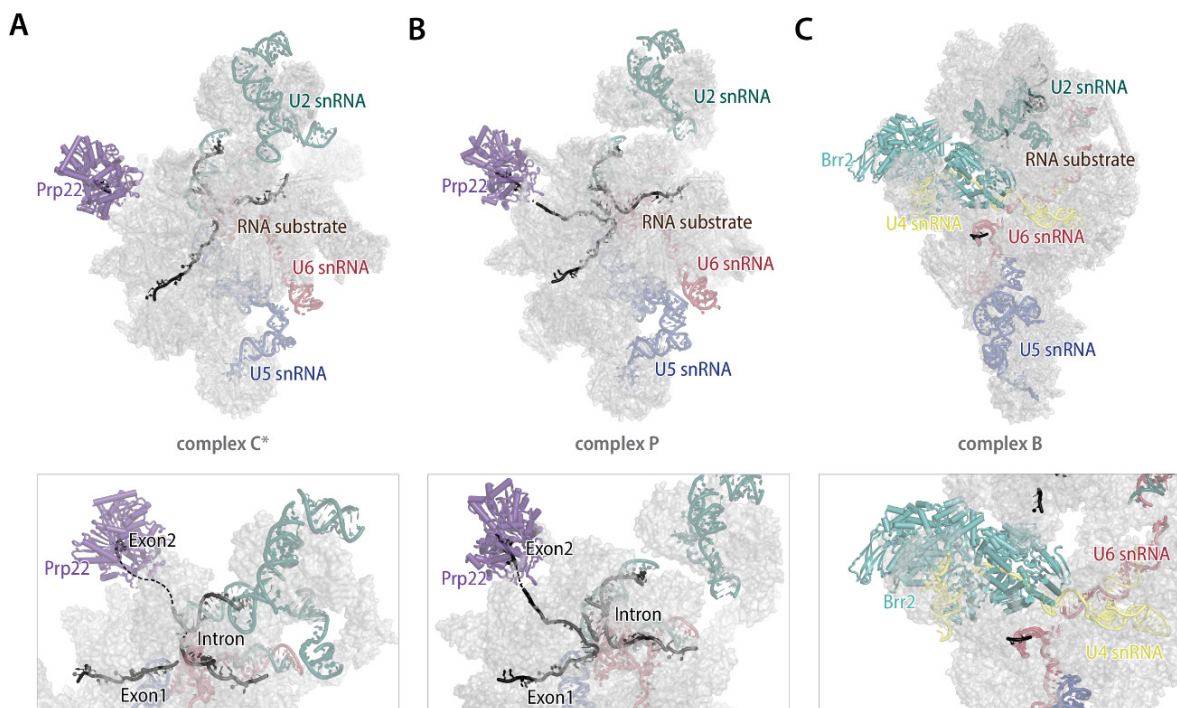 A
B
C
U2 snRNA
Prp22
RNA substrate
U6 snRNA
U5 snRNA
complex C*
U2 snRNA
Prp22
RNA substrate
U6 snRNA
U5 snRNA
complex P
U2 snRNA
Brr2
RNA substrate
U4 snRNA
U6 snRNA
U5 snRNA
complex B
Exon2
Prp22
Intron
Exon1
Exon2
Prp22
Intron
Exon1
U6 snRNA
Brr2
U4 snRNA